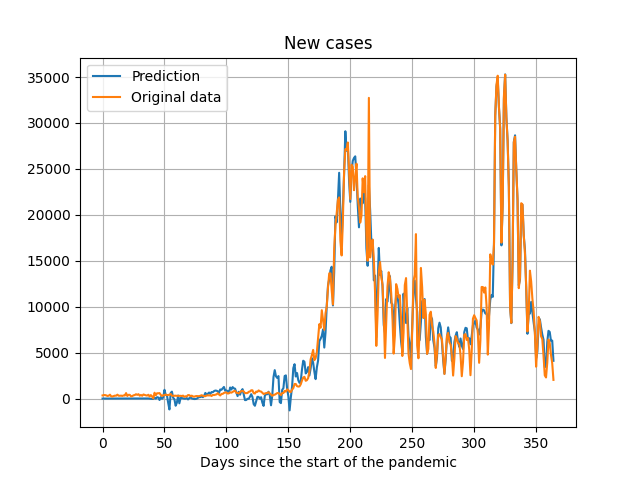 New cases
Prediction
Original data
35000
30000
25000
20000
15000
10000
5000
0
0 50 100 150 200 250 300 350
Days since the start of the pandemic